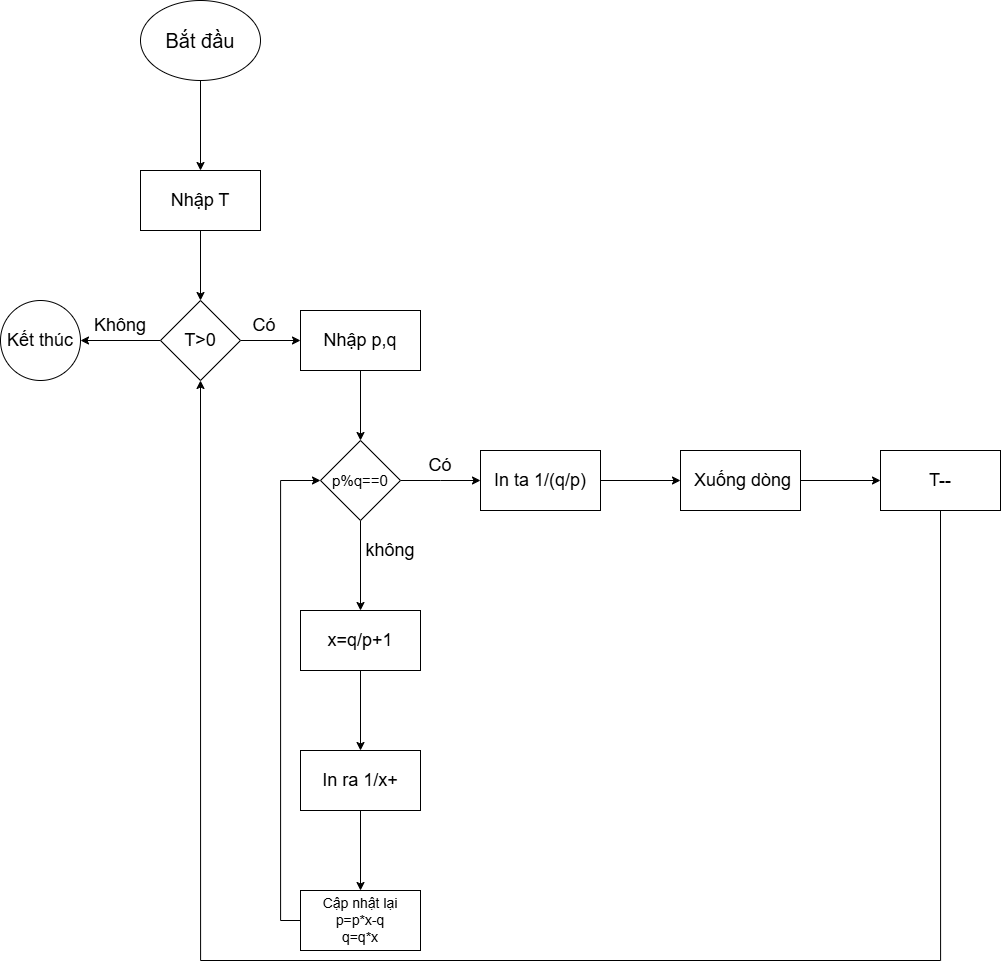 Bắt đầu
Nhập T
Không
Kết thúc
T>0
Có
Nhập p,q
p%q==0
Có
In ta 1/(q/p)
Xuống dòng
T--
không
x=q/p+1
In ra 1/x+
Cập nhật lại
p=p*x-q
q=q*x